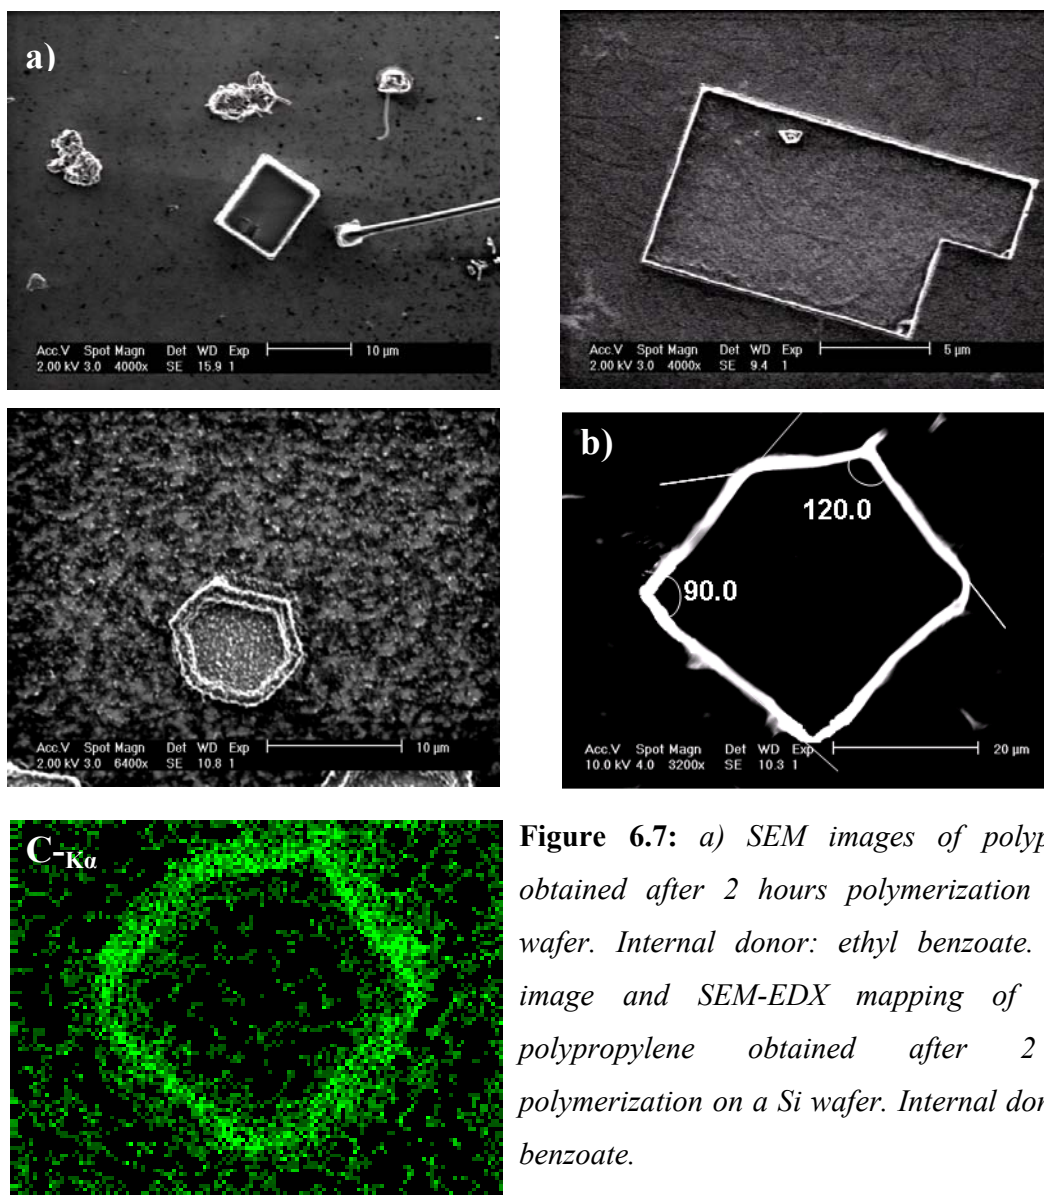 a)
Acc.V Spot Magn Det WD Exp 10 µm
2.00 kV 3.0 4000x SE 15.9 1
Acc.V Spot Magn Det WD Exp 5 µm
2.00 kV 3.0 4000x SE 9.4 1
Acc.V Spot Magn Det WD Exp 10 µm
2.00 kV 3.0 6400x SE 10.8 1
b)
120.0
90.0
Acc.V Spot Magn Det WD Exp 20 µm
10.0 kV 4.0 3200x SE 10.3 1
C-Kα
Figure 6.7: a) SEM images of polyp
obtained after 2 hours polymerization
wafer. Internal donor: ethyl benzoate.
image and SEM-EDX mapping of
polypropylene obtained after 2
polymerization on a Si wafer. Internal don
benzoate.